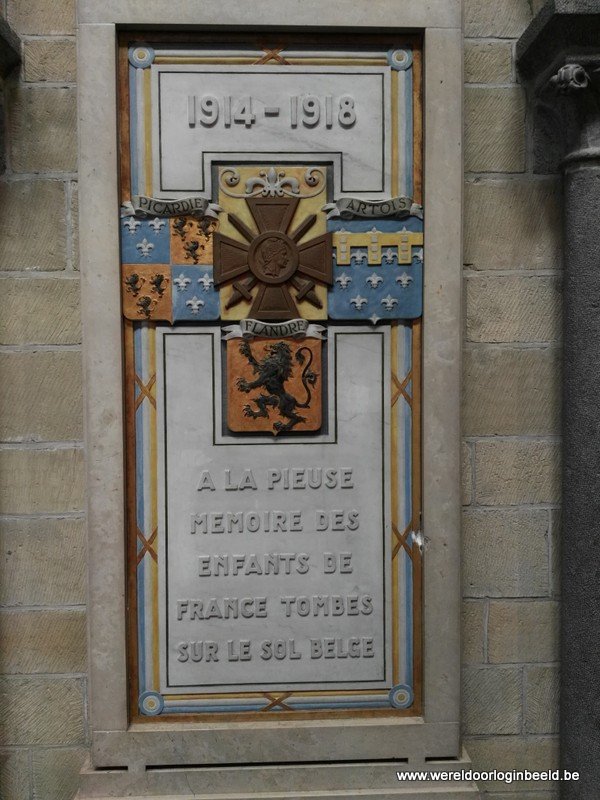 1914-1918
PICARDIE
ARTOIS
FLANDRE
A LA PIEUSE
MEMOIRE DES
ENFANTS DE
FRANCE TOMBÉS
SUR LE SOL BELGE
www.wereldoorloginbeeld.be